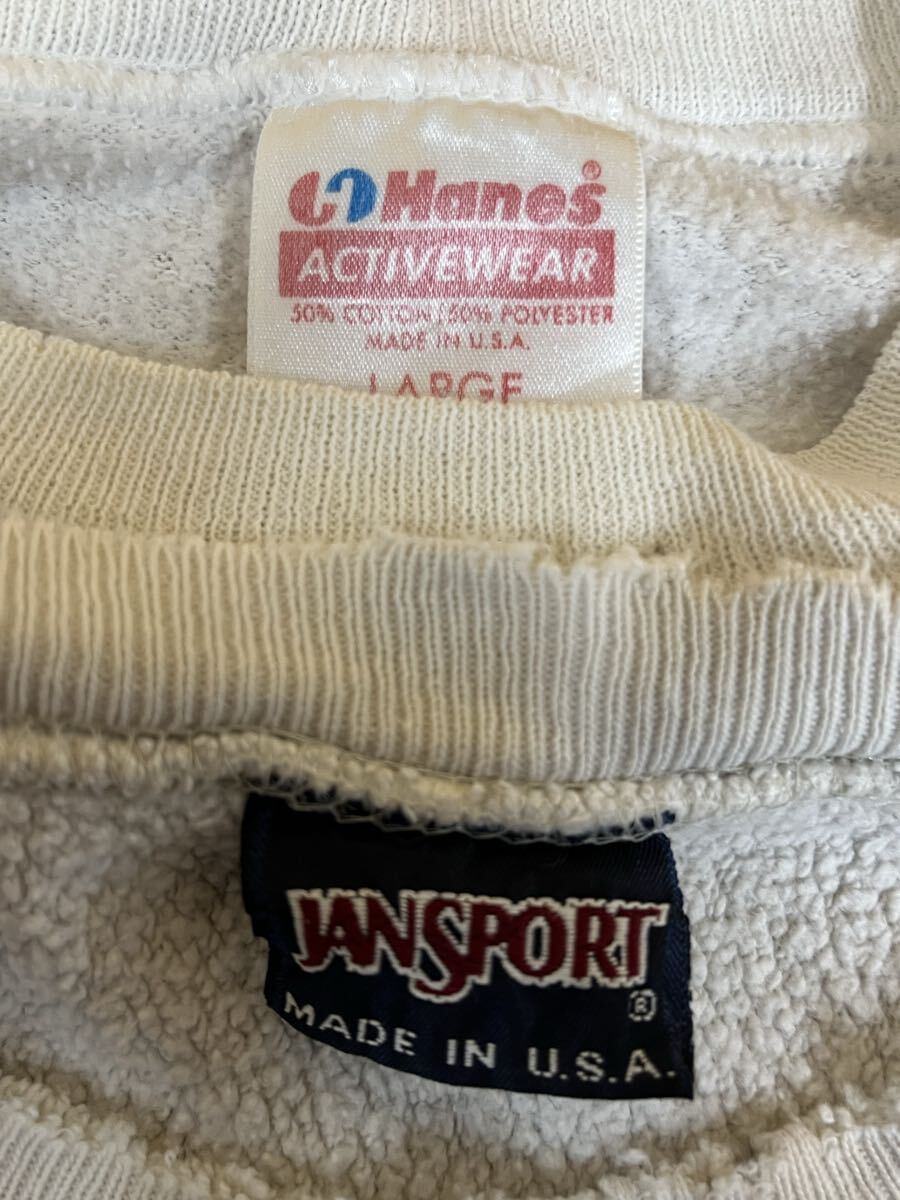 Hanes®
ACTIVEWEAR
50% COTTON/50% POLYESTER
MADE IN U.S.A.
LARGE
JANSPORT
®
MADE IN U.S.A.